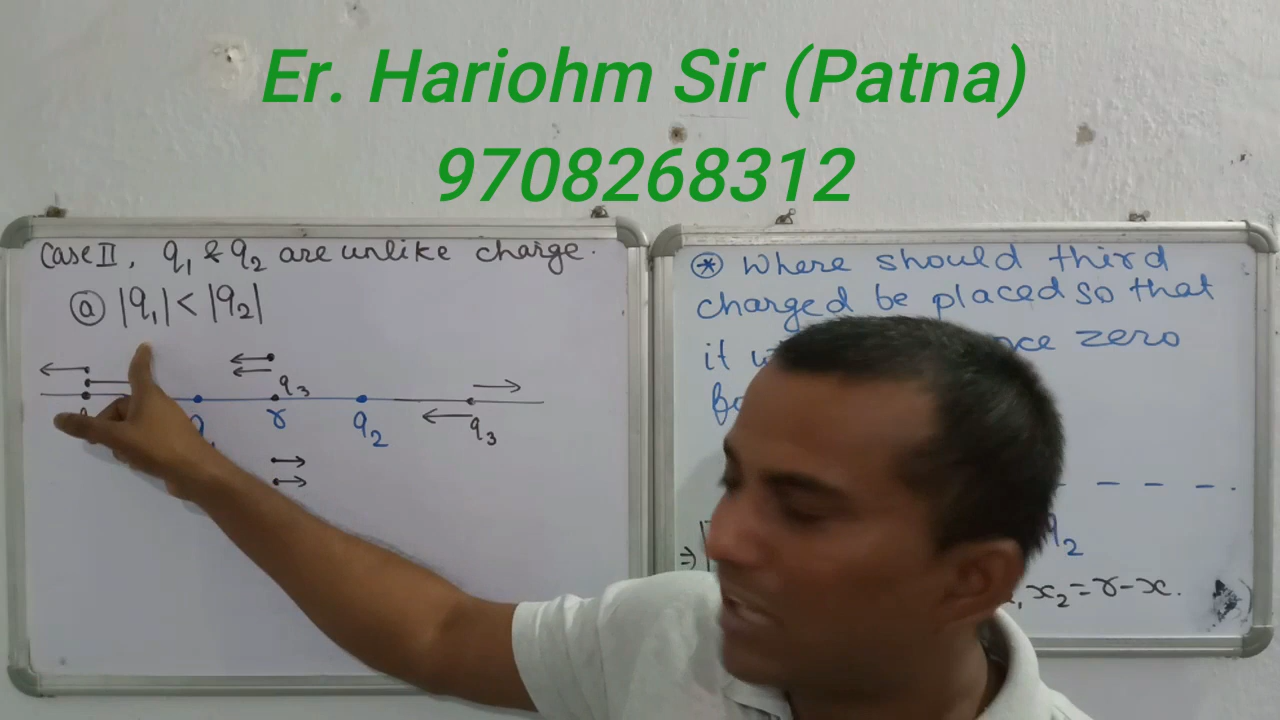 Er. Hariohm Sir (Patna)
9708268312
Case II, q₁ & q₂ are unlike charge.
ⓐ |q₁| < |q₂|
q₃
r
q₂
q₃
⊛ Where should third
charged be placed so that
it zero
q₂
⇒
x₂ = r - x.